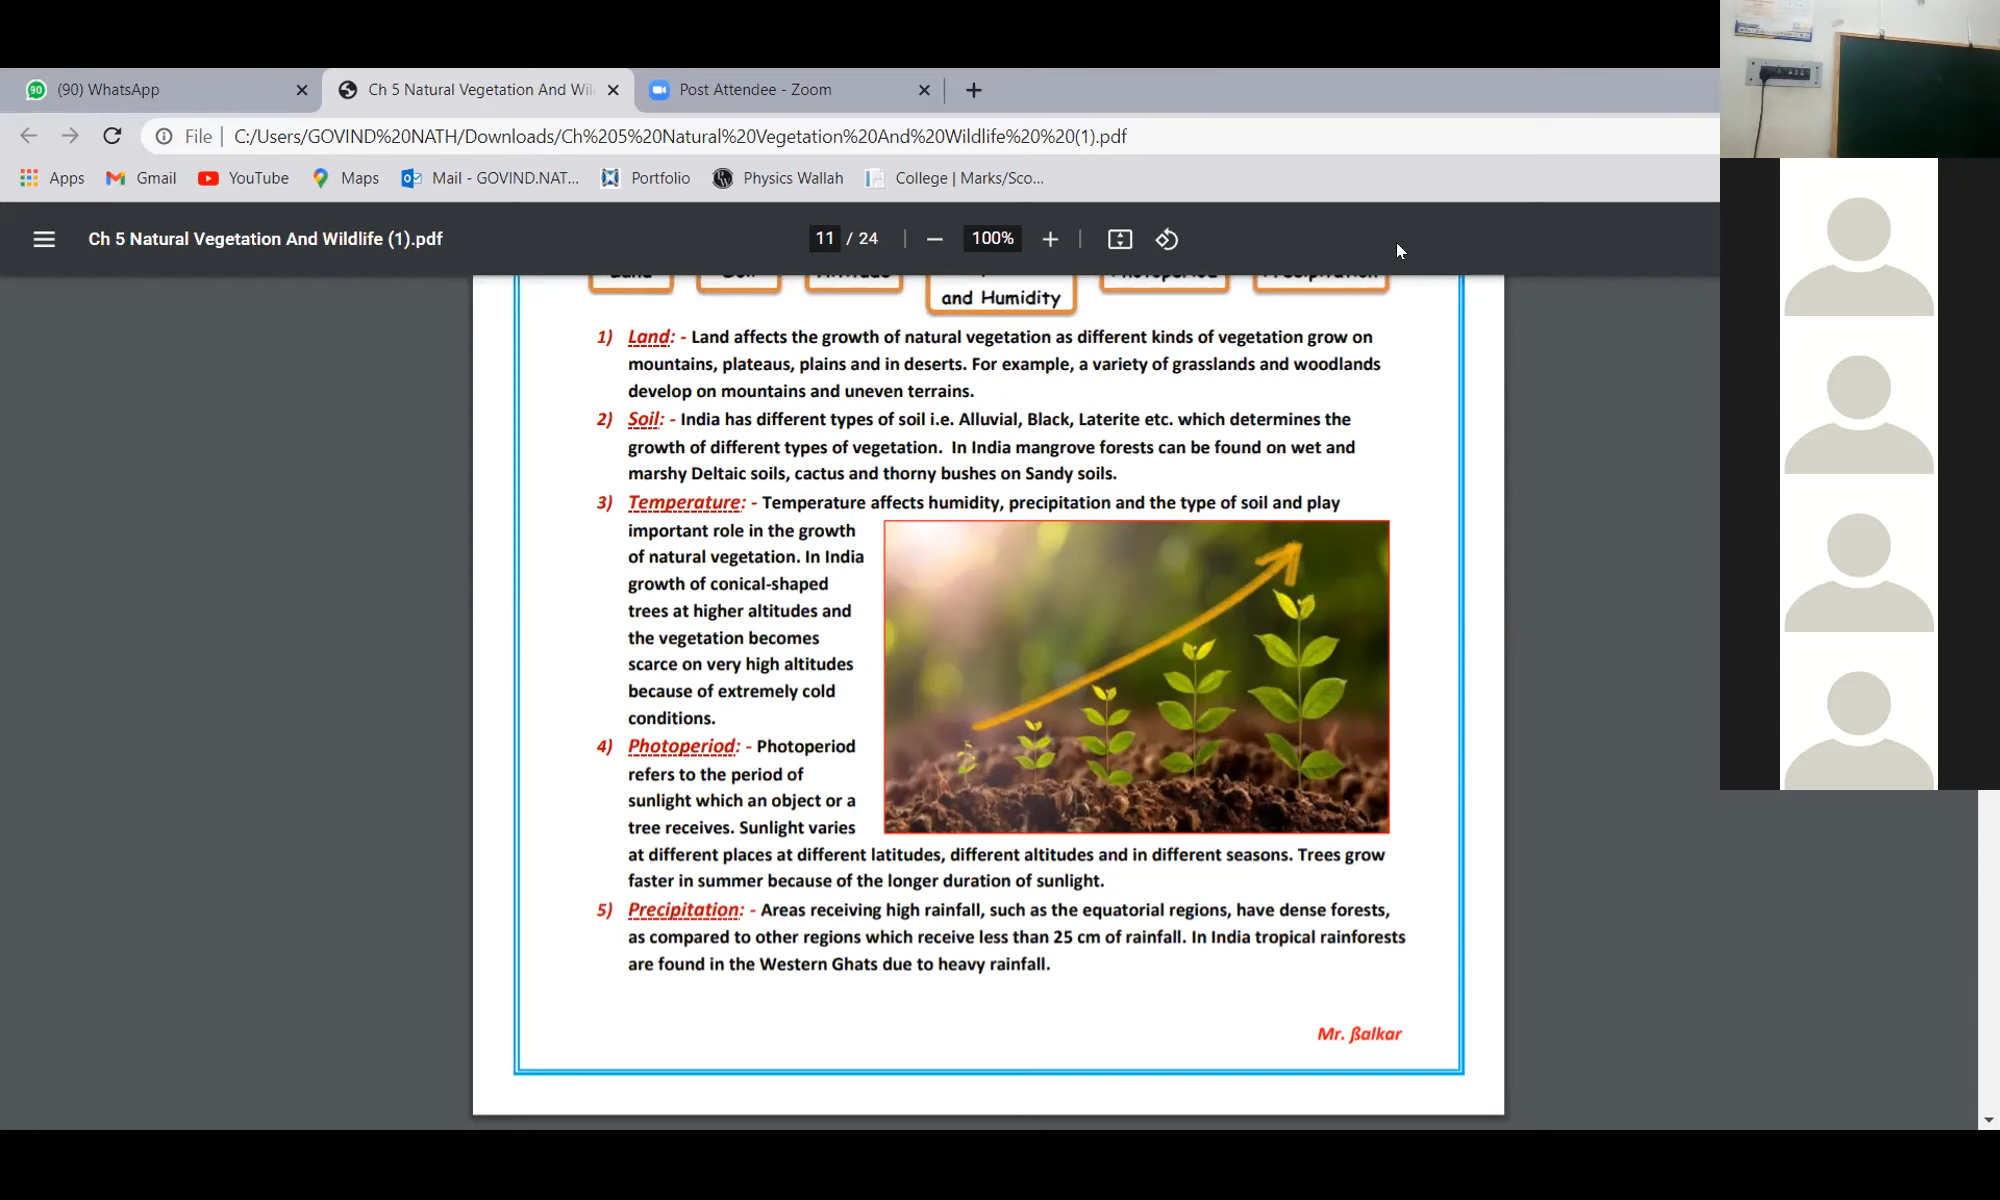 (90) WhatsApp
Ch 5 Natural Vegetation And Wil
Post Attendee - Zoom
File
C:/Users/GOVIND%20NATH/Downloads/Ch%205%20Natural%20Vegetation%20And%20Wildlife%20%20(1).pdf
Apps
Gmail
YouTube
Maps
Mail - GOVIND.NAT...
Portfolio
Physics Wallah
College | Marks/Sco...
Ch 5 Natural Vegetation And Wildlife (1).pdf
11 / 24
100%
and Humidity
1) Land: - Land affects the growth of natural vegetation as different kinds of vegetation grow on
mountains, plateaus, plains and in deserts. For example, a variety of grasslands and woodlands
develop on mountains and uneven terrains.
2) Soil: - India has different types of soil i.e. Alluvial, Black, Laterite etc. which determines the
growth of different types of vegetation. In India mangrove forests can be found on wet and
marshy Deltaic soils, cactus and thorny bushes on Sandy soils.
3) Temperature: - Temperature affects humidity, precipitation and the type of soil and play
important role in the growth
of natural vegetation. In India
growth of conical-shaped
trees at higher altitudes and
the vegetation becomes
scarce on very high altitudes
because of extremely cold
conditions.
4) Photoperiod: - Photoperiod
refers to the period of
sunlight which an object or a
tree receives. Sunlight varies
at different places at different latitudes, different altitudes and in different seasons. Trees grow
faster in summer because of the longer duration of sunlight.
5) Precipitation: - Areas receiving high rainfall, such as the equatorial regions, have dense forests,
as compared to other regions which receive less than 25 cm of rainfall. In India tropical rainforests
are found in the Western Ghats due to heavy rainfall.
Mr. ßalkar